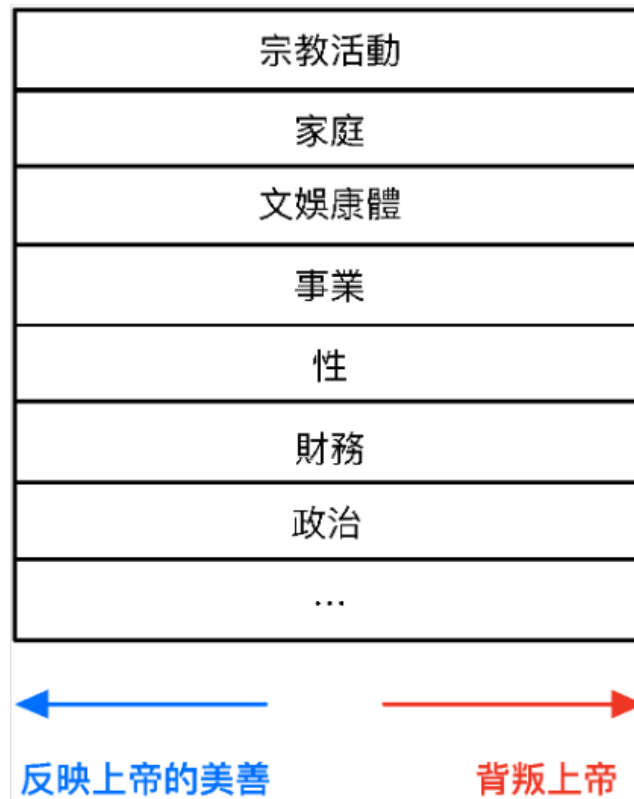 宗教活動
家庭
文娛康體
事業
性
財務
政治
…
反映上帝的美善
背叛上帝